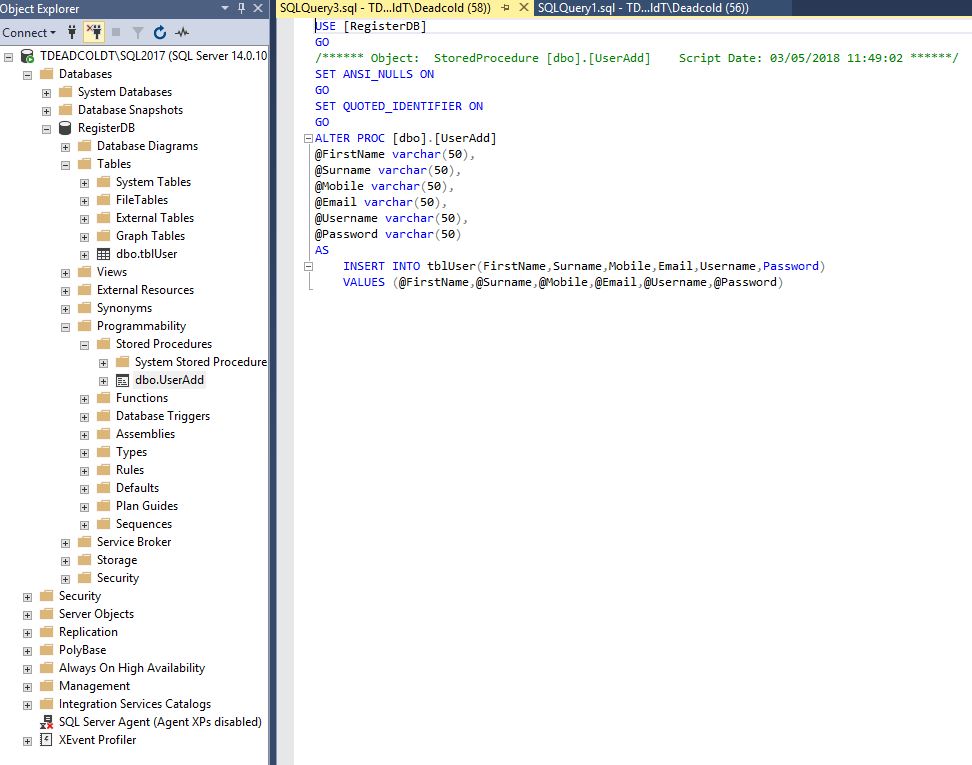 Object Explorer
Connect
TDEADCOLDT\SQL2017 (SQL Server 14.0.10
Databases
System Databases
Database Snapshots
RegisterDB
Database Diagrams
Tables
System Tables
FileTables
External Tables
Graph Tables
dbo.tblUser
Views
External Resources
Synonyms
Programmability
Stored Procedures
System Stored Procedure
dbo.UserAdd
Functions
Database Triggers
Assemblies
Types
Rules
Defaults
Plan Guides
Sequences
Service Broker
Storage
Security
Security
Server Objects
Replication
PolyBase
Always On High Availability
Management
Integration Services Catalogs
SQL Server Agent (Agent XPs disabled)
XEvent Profiler
SQLQuery3.sql - TD...ldT\Deadcold (58))
SQLQuery1.sql - TD...ldT\Deadcold (56))
USE [RegisterDB]
GO
/****** Object:  StoredProcedure [dbo].[UserAdd]    Script Date: 03/05/2018 11:49:02 ******/
SET ANSI_NULLS ON
GO
SET QUOTED_IDENTIFIER ON
GO
ALTER PROC [dbo].[UserAdd]
@FirstName varchar(50),
@Surname varchar(50),
@Mobile varchar(50),
@Email varchar(50),
@Username varchar(50),
@Password varchar(50)
AS
INSERT INTO tblUser(FirstName,Surname,Mobile,Email,Username,Password)
VALUES (@FirstName,@Surname,@Mobile,@Email,@Username,@Password)